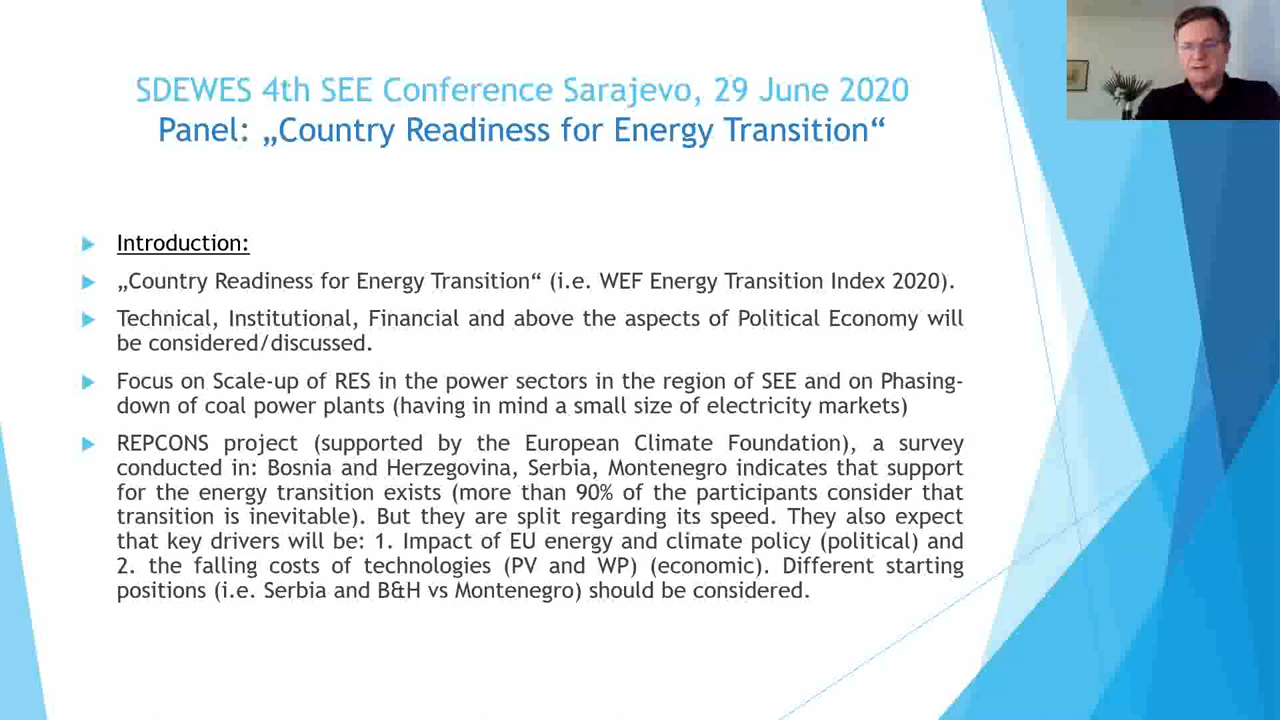 SDEWES 4th SEE Conference Sarajevo, 29 June 2020
Panel: „Country Readiness for Energy Transition“
Introduction:
„Country Readiness for Energy Transition“ (i.e. WEF Energy Transition Index 2020).
Technical, Institutional, Financial and above the aspects of Political Economy will
be considered/discussed.
Focus on Scale-up of RES in the power sectors in the region of SEE and on Phasing-
down of coal power plants (having in mind a small size of electricity markets)
REPCONS project (supported by the European Climate Foundation), a survey
conducted in: Bosnia and Herzegovina, Serbia, Montenegro indicates that support
for the energy transition exists (more than 90% of the participants consider that
transition is inevitable). But they are split regarding its speed. They also expect
that key drivers will be: 1. Impact of EU energy and climate policy (political) and
2. the falling costs of technologies (PV and WP) (economic). Different starting
positions (i.e. Serbia and B&H vs Montenegro) should be considered.